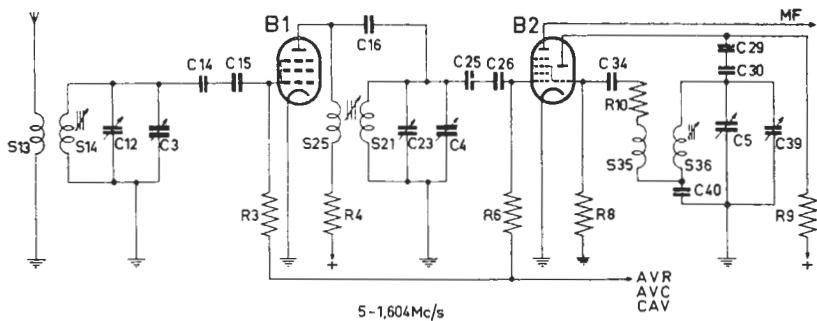 B1
B2
MF
C16
C29
C14
C15
C25
C26
C34
C30
R10
S13
S14
C12
C3
S25
S21
C23
C4
S35
S36
C5
C39
C40
R3
R4
R6
R8
R9
+
+
AVR
AVC
CAV
5-1,604Mc/s